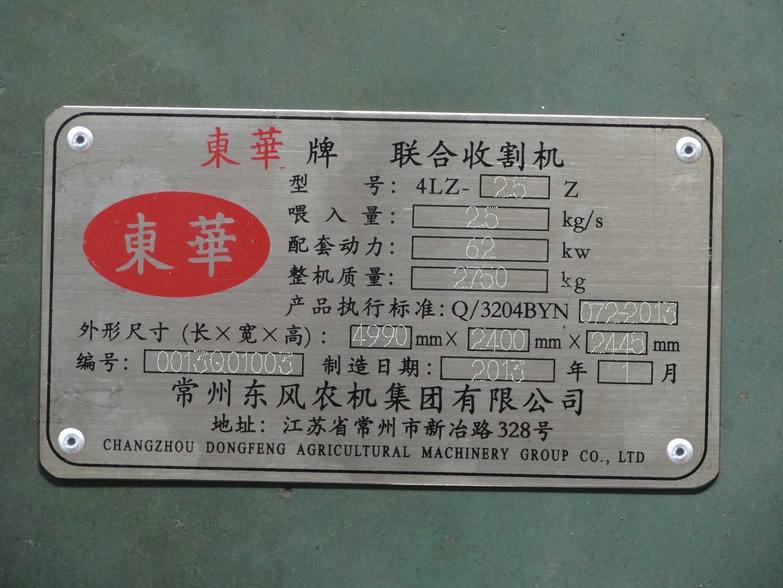 東華牌 联合收割机
東華
型 号: 4LZ- 2.5 Z
喂入量: 2.5 kg/s
配套动力: 62 kw
整机质量: 2750 kg
产品执行标准: Q/3204BYN 072-2013
外形尺寸 (长×宽×高): 4990 mm× 2400 mm ×2445 mm
编号: 0013Q01003 制造日期: 2013 年 1 月
常州东风农机集团有限公司
地址: 江苏省常州市新冶路328号
CHANGZHOU DONGFENG AGRICULTURAL MACHINERY GROUP CO., LTD